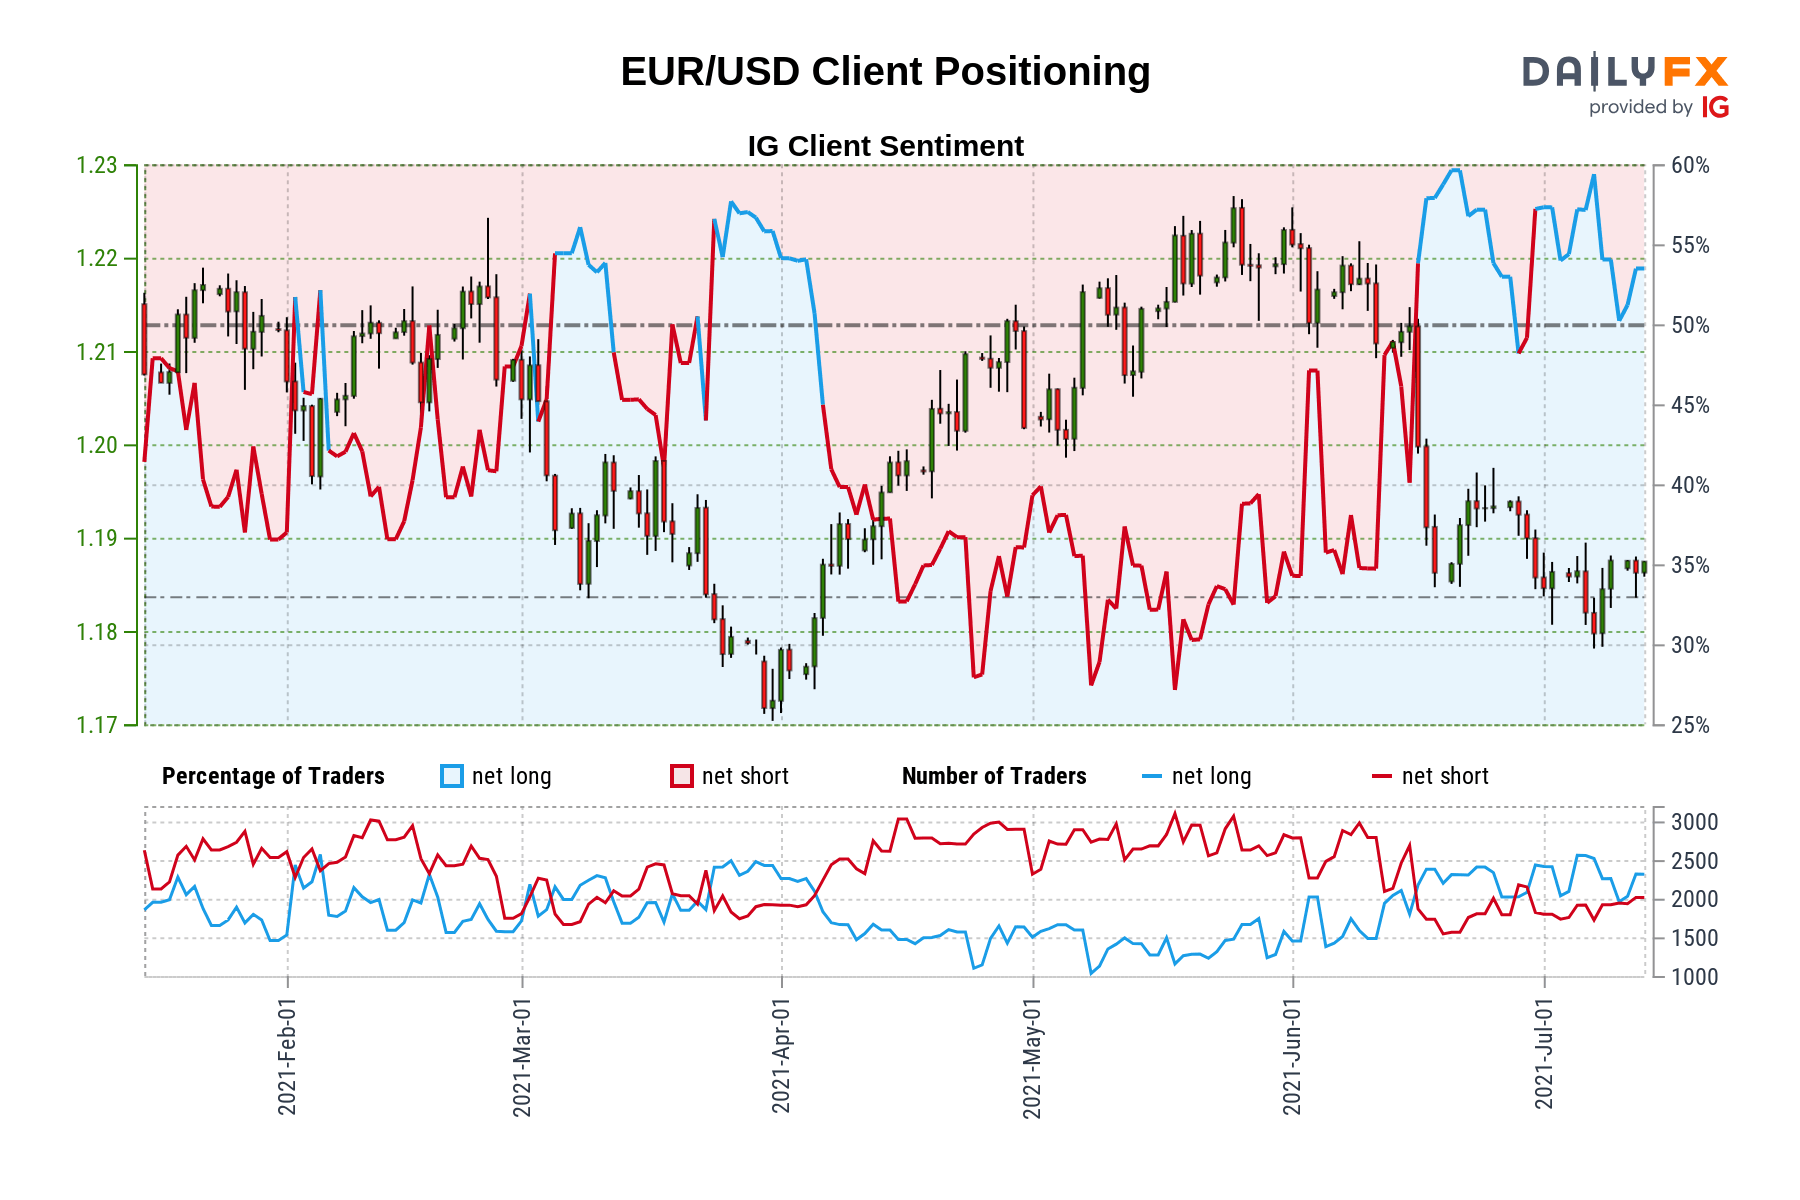 EUR/USD Client Positioning
DAILYFX
provided by IG
IG Client Sentiment
1.23
1.22
1.21
1.20
1.19
1.18
1.17
60%
55%
50%
45%
40%
35%
30%
25%
Percentage of Traders net long net short Number of Traders net long net short
3000
2500
2000
1500
1000
2021-Feb-01
2021-Mar-01
2021-Apr-01
2021-May-01
2021-Jun-01
2021-Jul-01